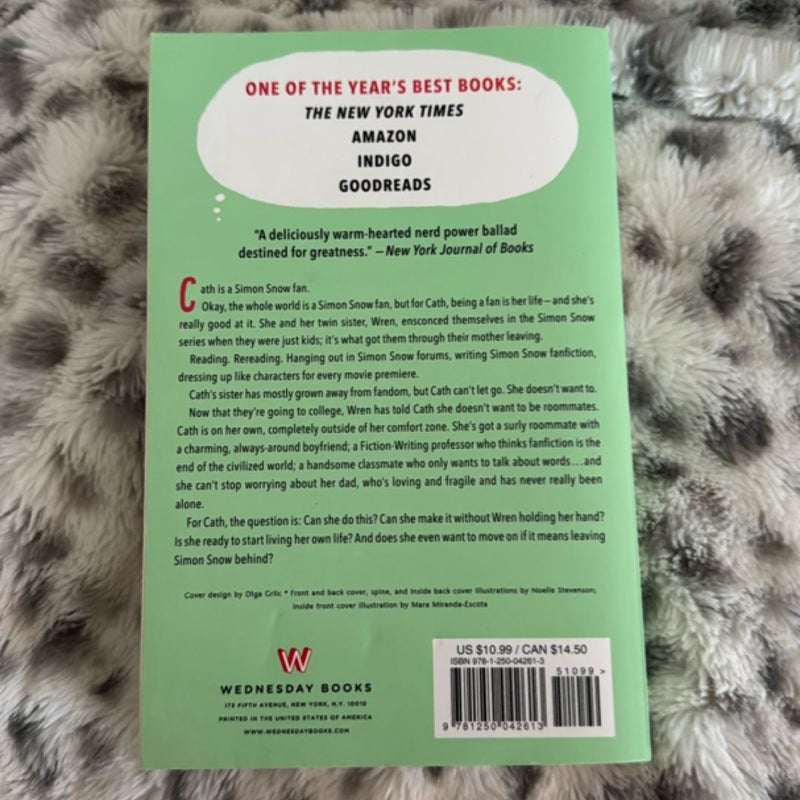 ONE OF THE YEAR'S BEST BOOKS:
THE NEW YORK TIMES
AMAZON
INDIGO
GOODREADS
"A deliciously warm-hearted nerd power ballad
destined for greatness." —New York Journal of Books
Cath is a Simon Snow fan.
Okay, the whole world is a Simon Snow fan, but for Cath, being a fan is her life—and she's
really good at it. She and her twin sister, Wren, ensconced themselves in the Simon Snow
series when they were just kids; it's what got them through their mother leaving.
Reading. Rereading. Hanging out in Simon Snow forums, writing Simon Snow fanfiction,
dressing up like characters for every movie premiere.
Cath's sister has mostly grown away from fandom, but Cath can't let go. She doesn't want to.
Now that they're going to college, Wren has told Cath she doesn't want to be roommates.
Cath is on her own, completely outside of her comfort zone. She's got a surly roommate with
a charming, always-around boyfriend; a Fiction-Writing professor who thinks fanfiction is the
end of the civilized world; a handsome classmate who only wants to talk about words...and
she can't stop worrying about her dad, who's loving and fragile and has never really been
alone.
For Cath, the question is: Can she do this? Can she make it without Wren holding her hand?
Is she ready to start living her own life? And does she even want to move on if it means leaving
Simon Snow behind?
Cover design by Olga Grlic * Front and back cover, spine, and inside back cover illustrations by Noelle Stevenson;
inside front cover illustration by Mara Miranda-Escota
W
WEDNESDAY BOOKS
175 FIFTH AVENUE, NEW YORK, N.Y. 10010
PRINTED IN THE UNITED STATES OF AMERICA
WWW.WEDNESDAYBOOKS.COM
US $10.99 / CAN $14.50
ISBN 978-1-250-04261-3
51099 >
9 781250 042613